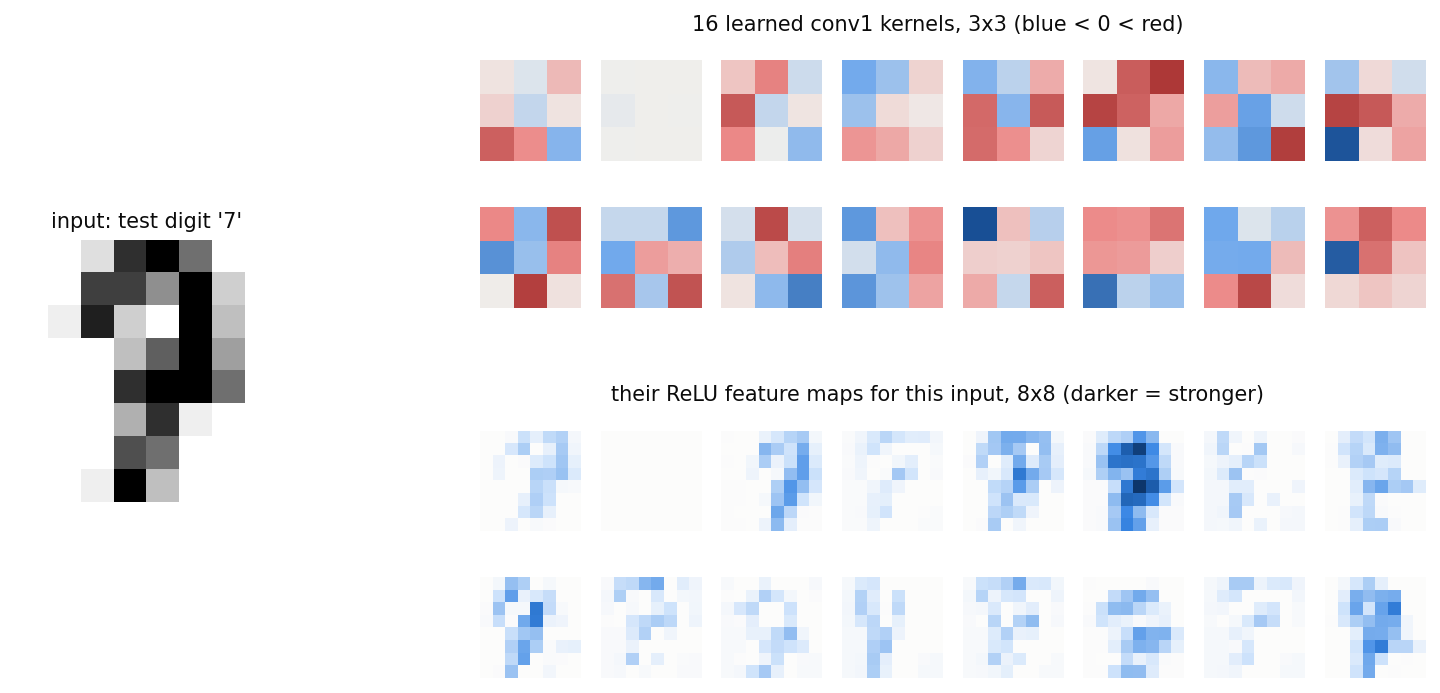 16 learned conv1 kernels, 3x3 (blue < 0 < red)
input: test digit '7'
their ReLU feature maps for this input, 8x8 (darker = stronger)